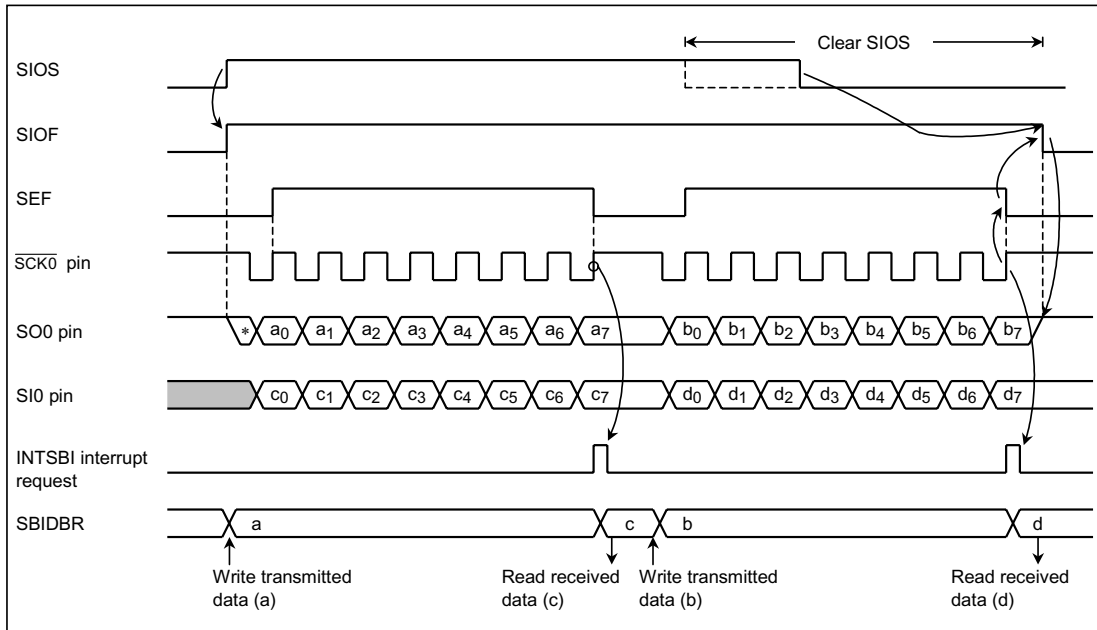 Clear SIOS
SIOS
SIOF
SEF
SCK0 pin
SO0 pin
* a0 a1 a2 a3 a4 a5 a6 a7 b0 b1 b2 b3 b4 b5 b6 b7
SI0 pin
c0 c1 c2 c3 c4 c5 c6 c7 d0 d1 d2 d3 d4 d5 d6 d7
INTSBI interrupt
request
SBIDBR
a c b d
Write transmitted
data (a)
Read received
data (c)
Write transmitted
data (b)
Read received
data (d)